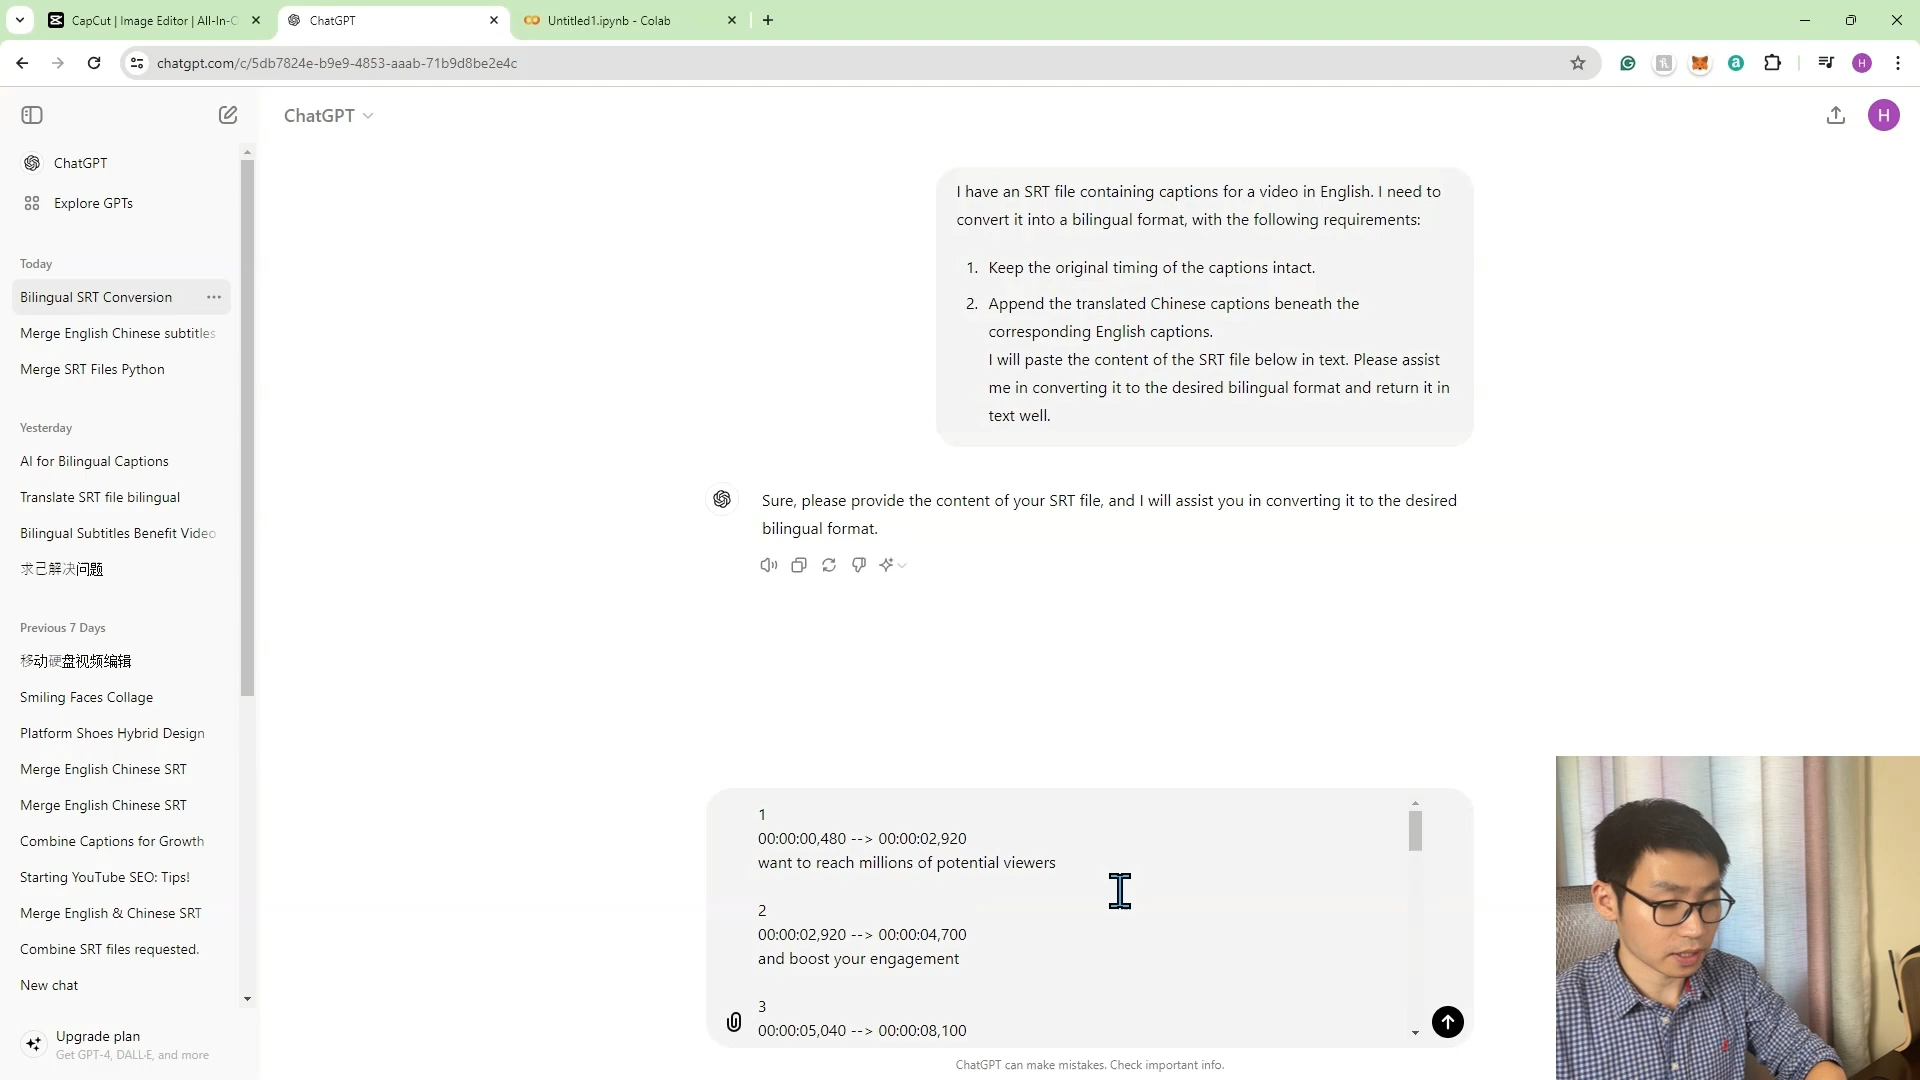 CapCut | Image Editor | All-In-O
ChatGPT
Untitled1.ipynb - Colab
chatgpt.com/c/5db7824e-b9e9-4853-aaab-71b9d8be2e4c
H
ChatGPT
H
ChatGPT
Explore GPTs
Today
Bilingual SRT Conversion
Merge English Chinese subtitles
Merge SRT Files Python
Yesterday
AI for Bilingual Captions
Translate SRT file bilingual
Bilingual Subtitles Benefit Video
求己解决问题
Previous 7 Days
移动硬盘视频编辑
Smiling Faces Collage
Platform Shoes Hybrid Design
Merge English Chinese SRT
Merge English Chinese SRT
Combine Captions for Growth
Starting YouTube SEO: Tips!
Merge English & Chinese SRT
Combine SRT files requested.
New chat
Upgrade plan
Get GPT-4, DALL·E, and more
I have an SRT file containing captions for a video in English. I need to
convert it into a bilingual format, with the following requirements:
1. Keep the original timing of the captions intact.
2. Append the translated Chinese captions beneath the
corresponding English captions.
I will paste the content of the SRT file below in text. Please assist
me in converting it to the desired bilingual format and return it in
text well.
Sure, please provide the content of your SRT file, and I will assist you in converting it to the desired
bilingual format.
1
00:00:00,480 --> 00:00:02,920
want to reach millions of potential viewers
2
00:00:02,920 --> 00:00:04,700
and boost your engagement
3
00:00:05,040 --> 00:00:08,100
ChatGPT can make mistakes. Check important info.